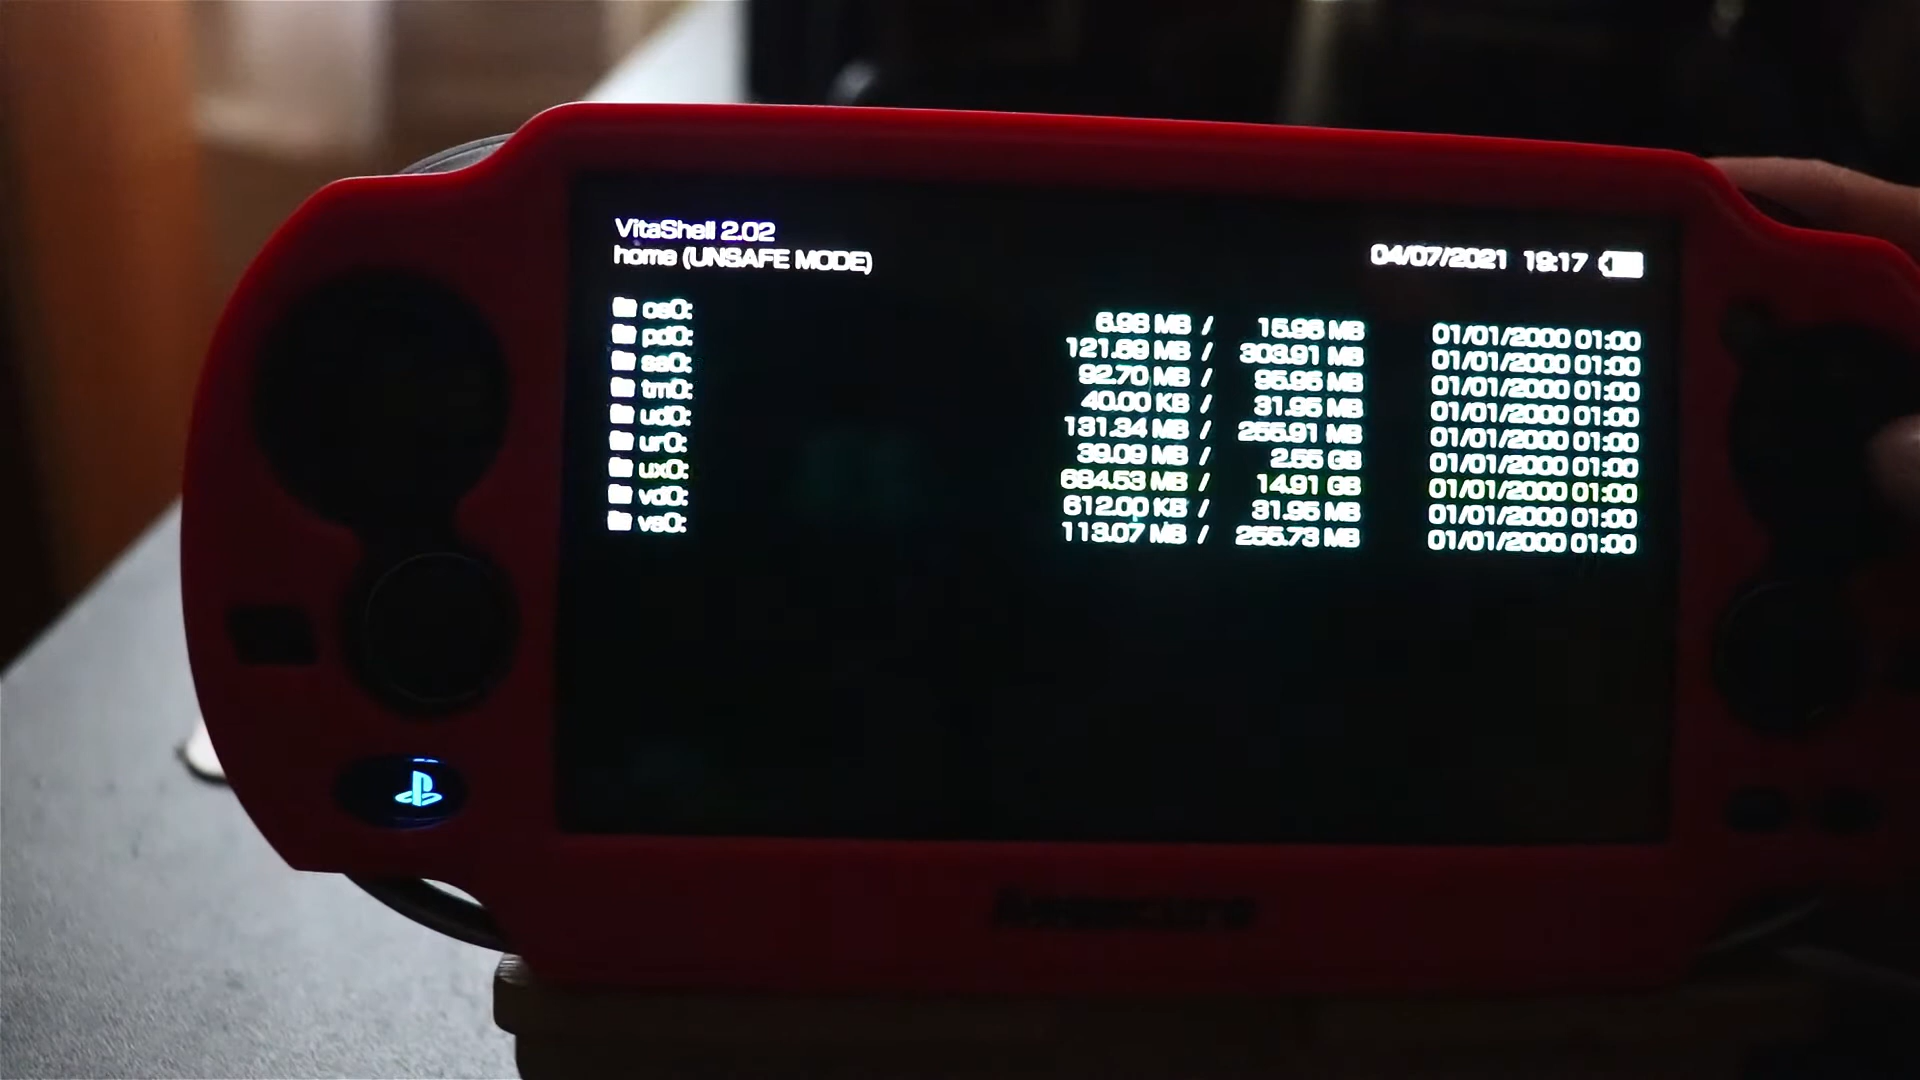 VitaShell 2.02
home (UNSAFE MODE) 04/07/2021 19:17
os0: 6.98 MB / 15.95 MB 01/01/2000 01:00
pd0: 121.69 MB / 303.91 MB 01/01/2000 01:00
sa0: 92.70 MB / 95.95 MB 01/01/2000 01:00
tm0: 40.00 KB / 31.95 MB 01/01/2000 01:00
ud0: 131.34 MB / 255.91 MB 01/01/2000 01:00
ur0: 39.09 MB / 2.55 GB 01/01/2000 01:00
ux0: 684.53 MB / 14.91 GB 01/01/2000 01:00
vd0: 612.00 KB / 31.95 MB 01/01/2000 01:00
vs0: 113.07 MB / 255.73 MB 01/01/2000 01:00